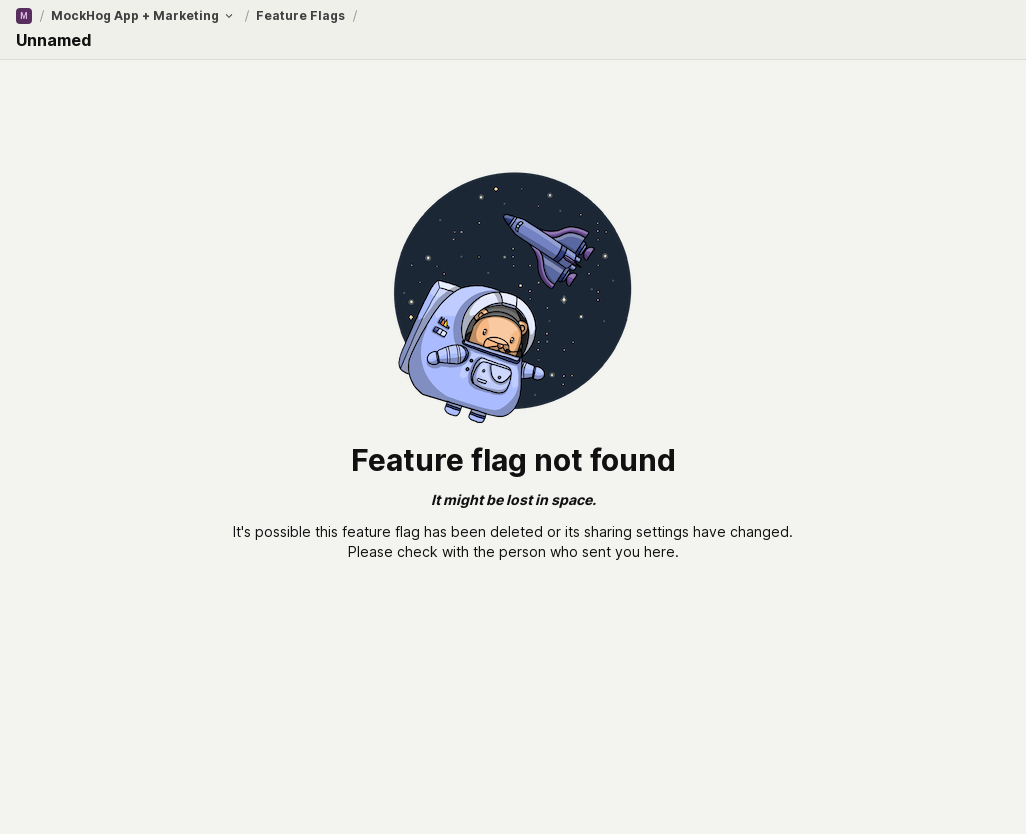 M / MockHog App + Marketing / Feature Flags /
Unnamed
Feature flag not found
It might be lost in space.
It's possible this feature flag has been deleted or its sharing settings have changed.
Please check with the person who sent you here.